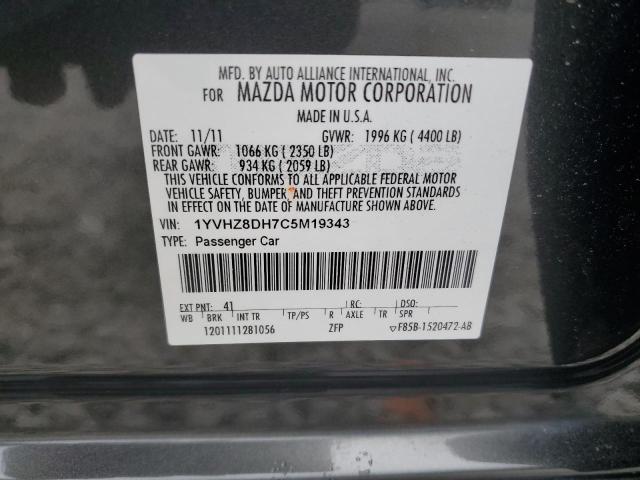 MFD. BY AUTO ALLIANCE INTERNATIONAL, INC.
FOR MAZDA MOTOR CORPORATION
MADE IN U.S.A.
DATE: 11/11 GVWR: 1996 KG ( 4400 LB)
FRONT GAWR: 1066 KG ( 2350 LB)
REAR GAWR: 934 KG ( 2059 LB)
THIS VEHICLE CONFORMS TO ALL APPLICABLE FEDERAL MOTOR
VEHICLE SAFETY, BUMPER, AND THEFT PREVENTION STANDARDS
IN EFFECT ON THE DATE OF MANUFACTURE SHOWN ABOVE.
VIN: 1YVHZ8DH7C5M19343
TYPE: Passenger Car
EXT PNT: 41 RC: DSO:
WB BRK INT TR TP/PS R AXLE TR SPR
1201111281056 ZFP F85B-1520472-AB